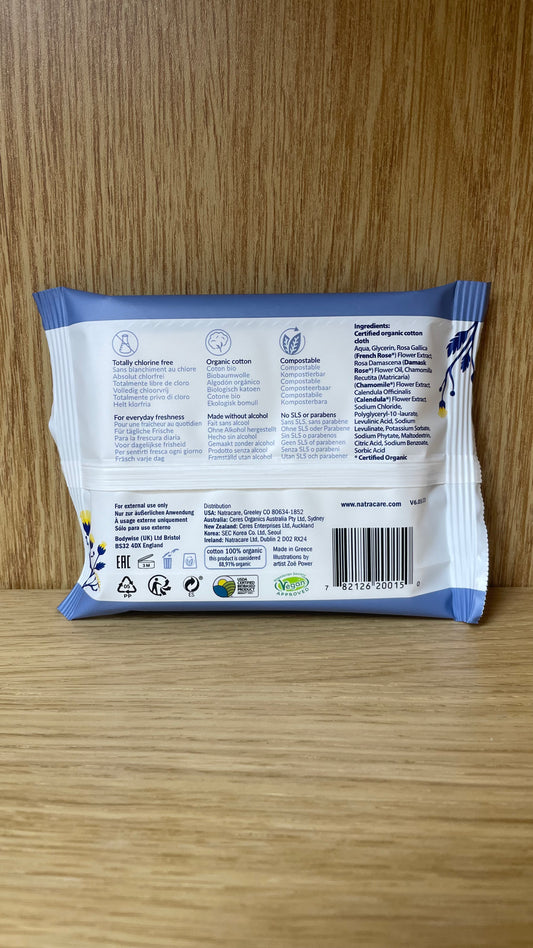 Totally chlorine free
Sans blanchiment au chlore
Absolut chlorfrei
Totalmente libre de cloro
Volledig chloorvrij
Totalmente privo di cloro
Helt klorfria
For everyday freshness
Pour une fraîcheur au quotidien
Für tägliche Frische
Para la frescura diaria
Voor dagelijkse frisheid
Per sentirti fresca ogni giorno
Fräsch varje dag
Organic cotton
Coton bio
Biobaumwolle
Algodón orgánico
Biologisch katoen
Cotone bio
Ekologisk bomull
Made without alcohol
Fait sans alcool
Ohne Alkohol hergestellt
Hecho sin alcohol
Gemaakt zonder alcohol
Prodotto senza alcool
Framställd utan alkohol
Compostable
Compostable
Kompostierbar
Compostable
Composteerbaar
Compostabile
Komposterbara
No SLS or parabens
Sans SLS, sans parabène
Ohne SLS oder Parabene
Sin SLS o parabenos
Geen SLS of parabenen
Senza SLS o parabeni
Utan SLS och parabener
Ingredients:
Certified organic cotton
cloth
Aqua, Glycerin, Rosa Gallica
(French Rose*) Flower Extract,
Rosa Damascena (Damask
Rose*) Flower Oil, Chamomilla
Recutita (Matricaria)
(Chamomile*) Flower Extract
Calendula Officinalis
(Calendula*) Flower Extract,
Sodium Chloride,
Polyglyceryl-10-laurate,
Levulinic Acid, Sodium
Levulinate, Potassium Sorbate,
Sodium Phytate, Maltodextrin,
Citric Acid, Sodium Benzoate,
Sorbic Acid
* Certified Organic
For external use only
Nur zur äußerlichen Anwendung
À usage externe uniquement
Sólo para uso externo
Bodywise (UK) Ltd Bristol
BS32 4DX England
EAC
3 M
05
PP
FR
ES
Distribution
USA: Natracare, Greeley CO 80634-1852
Australia: Ceres Organics Australia Pty Ltd, Sydney
New Zealand: Ceres Enterprises Ltd, Auckland
Korea: SEC Korea Co. Ltd, Seoul
Ireland: Natracare Ltd, Dublin 2 D02 RX24
cotton 100% organic
this product is considered
88,91% organic
USDA
CERTIFIED
BIOBASED
PRODUCT
Made in Greece
Illustrations by
artist Zoë Power
Vegan
APPROVED
www.natracare.com
7 82126 20015 0